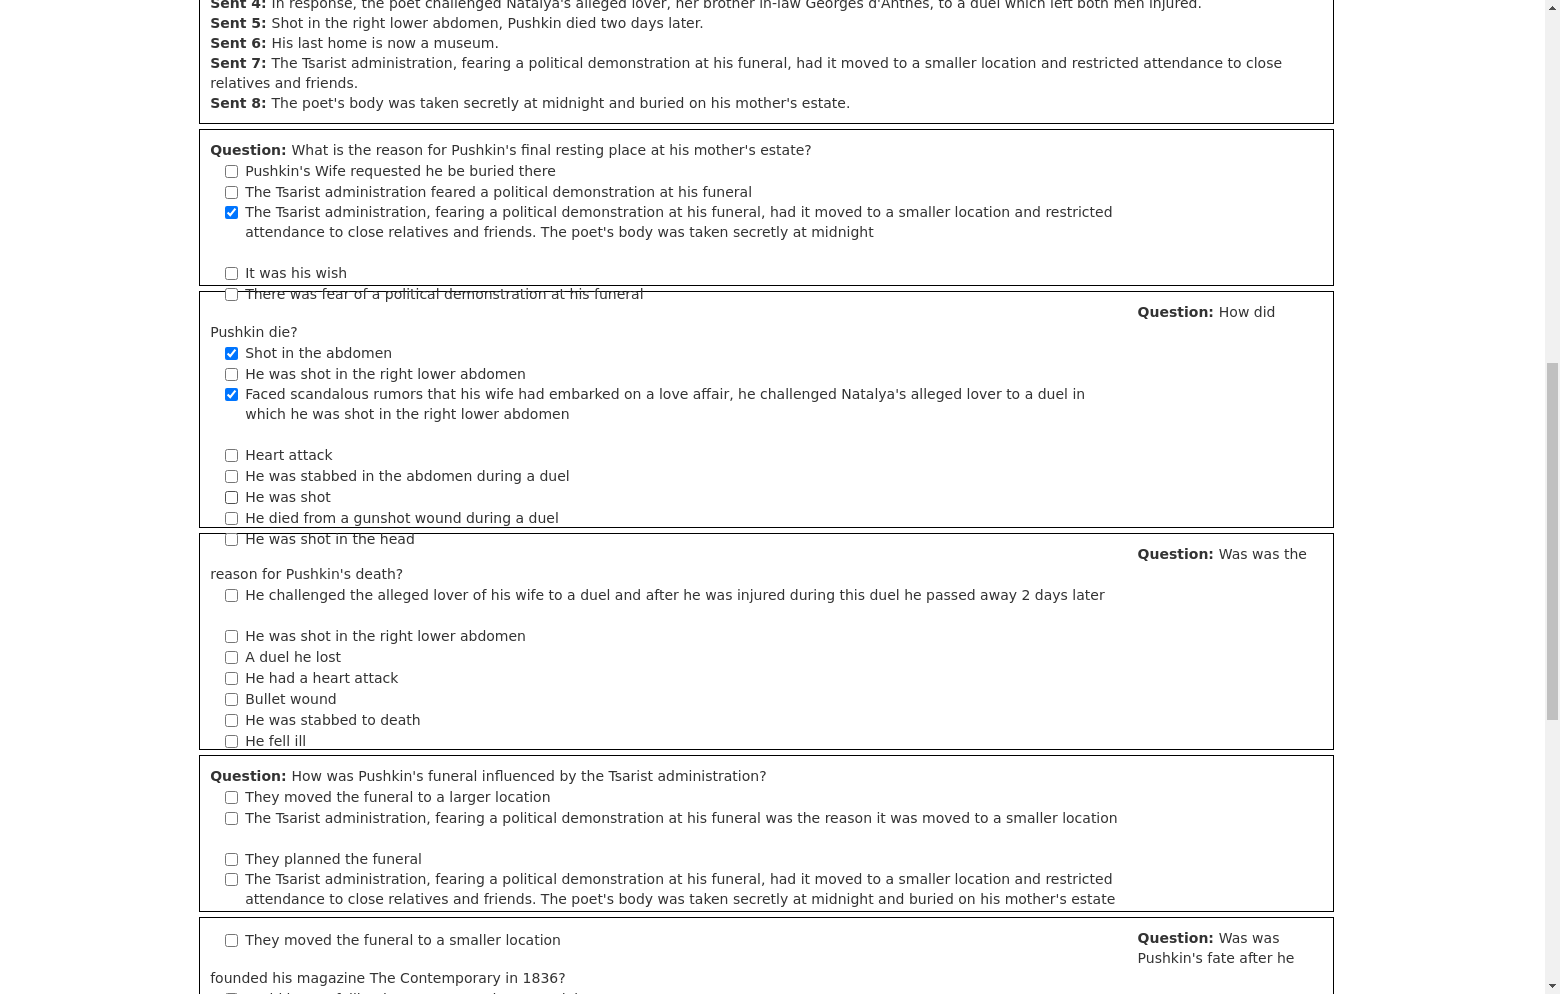 Sent 4: In response, the poet challenged Natalya's alleged lover, her brother in-law Georges d'Anthès, to a duel which left both men injured.
Sent 5: Shot in the right lower abdomen, Pushkin died two days later.
Sent 6: His last home is now a museum.
Sent 7: The Tsarist administration, fearing a political demonstration at his funeral, had it moved to a smaller location and restricted attendance to close
relatives and friends.
Sent 8: The poet's body was taken secretly at midnight and buried on his mother's estate.
Question: What is the reason for Pushkin's final resting place at his mother's estate?
Pushkin's Wife requested he be buried there
The Tsarist administration feared a political demonstration at his funeral
The Tsarist administration, fearing a political demonstration at his funeral, had it moved to a smaller location and restricted
attendance to close relatives and friends. The poet's body was taken secretly at midnight
It was his wish
There was fear of a political demonstration at his funeral
Question: How did
Pushkin die?
Shot in the abdomen
He was shot in the right lower abdomen
Faced scandalous rumors that his wife had embarked on a love affair, he challenged Natalya's alleged lover to a duel in
which he was shot in the right lower abdomen
Heart attack
He was stabbed in the abdomen during a duel
He was shot
He died from a gunshot wound during a duel
He was shot in the head
Question: Was was the
reason for Pushkin's death?
He challenged the alleged lover of his wife to a duel and after he was injured during this duel he passed away 2 days later
He was shot in the right lower abdomen
A duel he lost
He had a heart attack
Bullet wound
He was stabbed to death
He fell ill
Question: How was Pushkin's funeral influenced by the Tsarist administration?
They moved the funeral to a larger location
The Tsarist administration, fearing a political demonstration at his funeral was the reason it was moved to a smaller location
They planned the funeral
The Tsarist administration, fearing a political demonstration at his funeral, had it moved to a smaller location and restricted
attendance to close relatives and friends. The poet's body was taken secretly at midnight and buried on his mother's estate
They moved the funeral to a smaller location
Question: Was was
Pushkin's fate after he
founded his magazine The Contemporary in 1836?